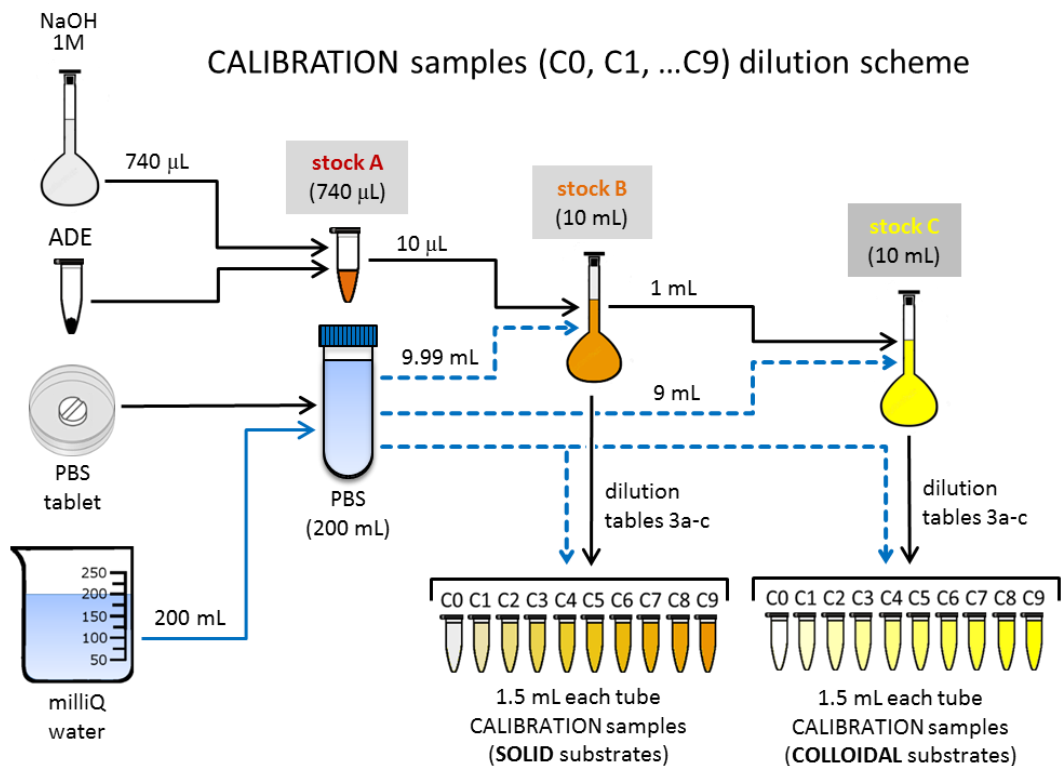 NaOH
1M
CALIBRATION samples (C0, C1, ...C9) dilution scheme
740 μL
stock A
(740 μL)
stock B
(10 mL)
stock C
(10 mL)
ADE
10 μL
1 mL
9.99 mL
9 mL
PBS
tablet
PBS
(200 mL)
dilution
tables 3a-c
dilution
tables 3a-c
250
200
150
100
50
200 mL
milliQ
water
C0 C1 C2 C3 C4 C5 C6 C7 C8 C9
C0 C1 C2 C3 C4 C5 C6 C7 C8 C9
1.5 mL each tube
CALIBRATION samples
(SOLID substrates)
1.5 mL each tube
CALIBRATION samples
(COLLOIDAL substrates)